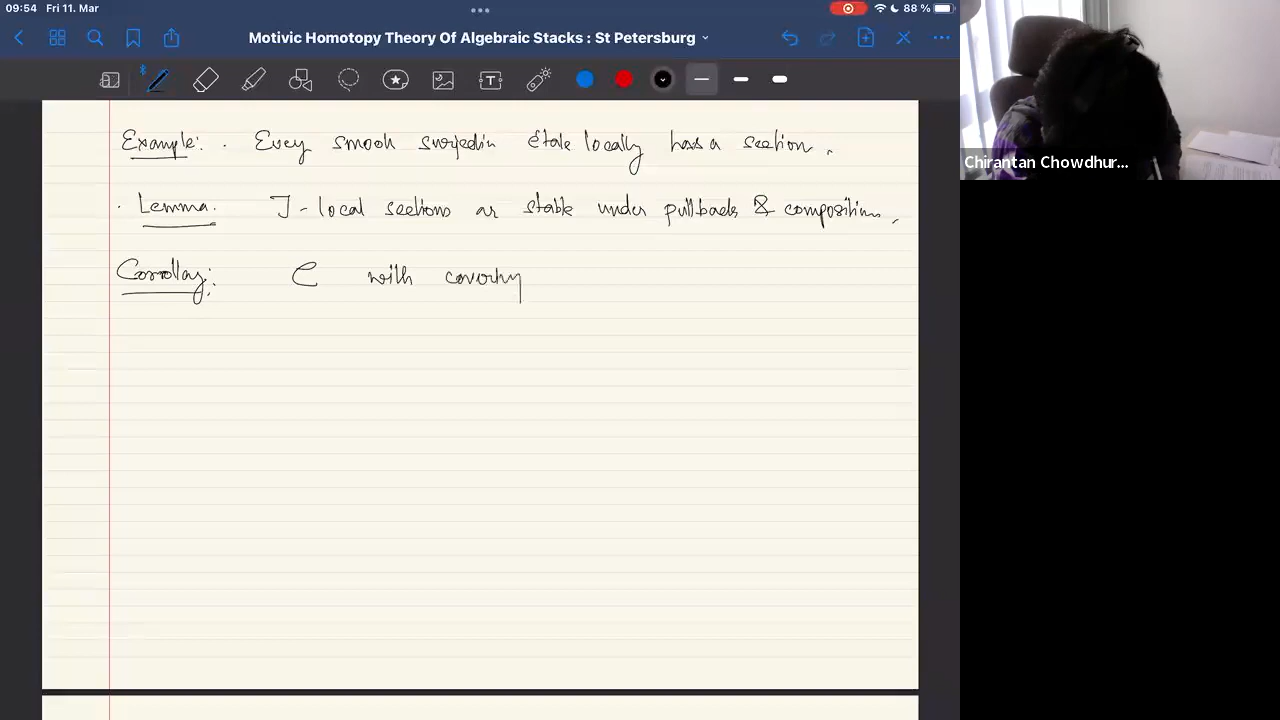 09:54 Fri 11. Mar
88 %
Motivic Homotopy Theory Of Algebraic Stacks : St Petersburg
Example: . Every smooth surjection étale locally has a section.
. Lemma. J - local sections are stable under pullbacks & composition.
Corollary: C with covering
Chirantan Chowdhur...